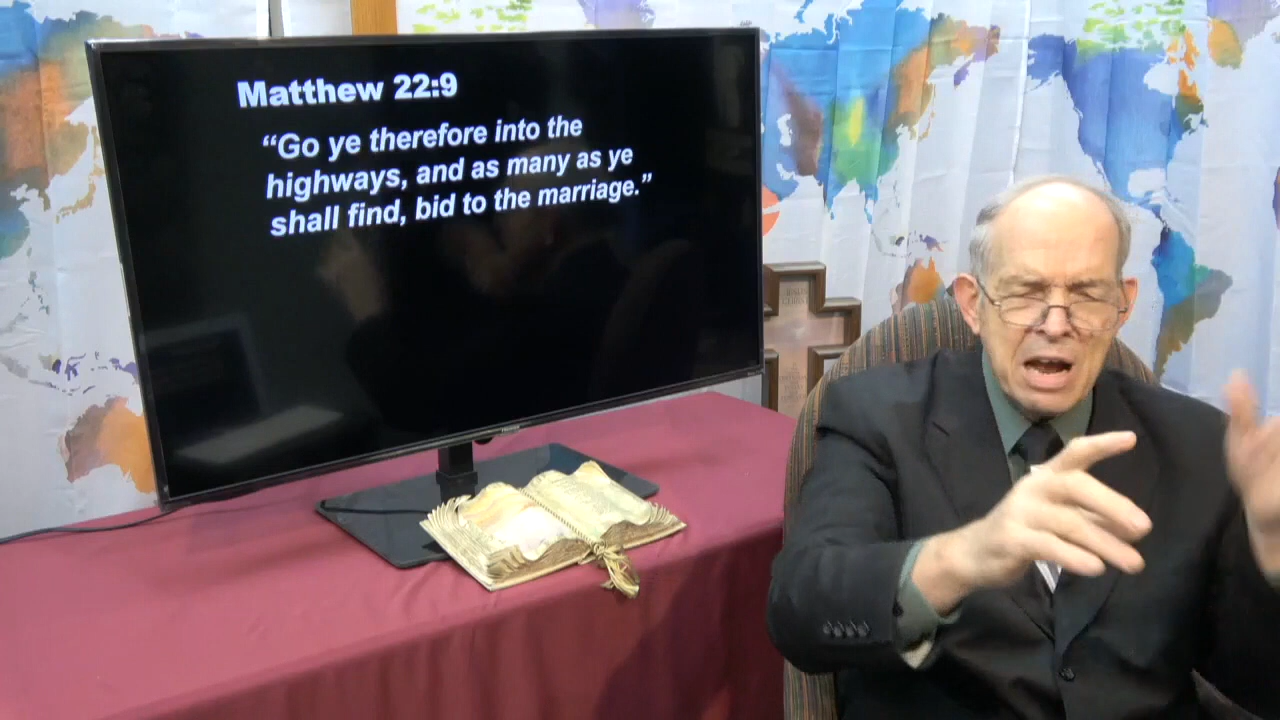 Matthew 22:9
“Go ye therefore into the
highways, and as many as ye
shall find, bid to the marriage.”